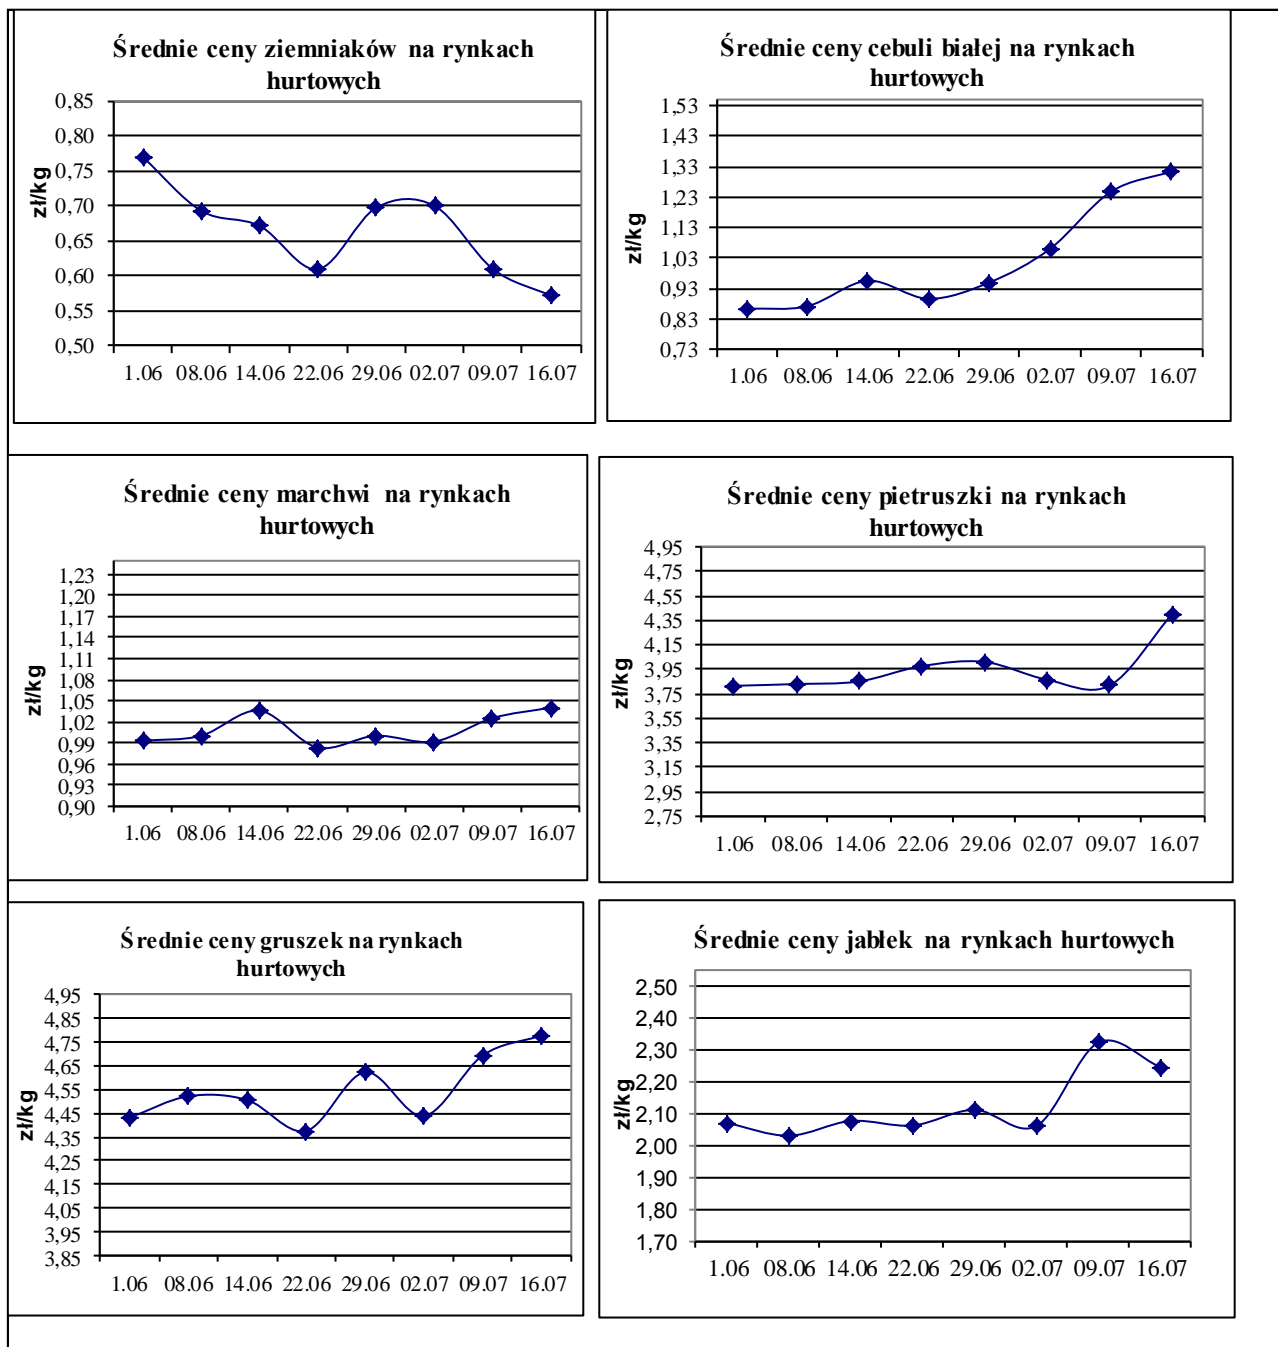 Średnie ceny ziemniaków na rynkach
hurtowych
zł/kg
0,85
0,80
0,75
0,70
0,65
0,60
0,55
0,50
1.06 08.06 14.06 22.06 29.06 02.07 09.07 16.07
Średnie ceny cebuli białej na rynkach
hurtowych
zł/kg
1,53
1,43
1,33
1,23
1,13
1,03
0,93
0,83
0,73
1.06 08.06 14.06 22.06 29.06 02.07 09.07 16.07
Średnie ceny marchwi na rynkach
hurtowych
zł/kg
1,23
1,20
1,17
1,14
1,11
1,08
1,05
1,02
0,99
0,96
0,93
0,90
1.06 08.06 14.06 22.06 29.06 02.07 09.07 16.07
Średnie ceny pietruszki na rynkach
hurtowych
zł/kg
4,95
4,75
4,55
4,35
4,15
3,95
3,75
3,55
3,35
3,15
2,95
2,75
1.06 08.06 14.06 22.06 29.06 02.07 09.07 16.07
Średnie ceny gruszek na rynkach
hurtowych
zł/kg
4,95
4,85
4,75
4,65
4,55
4,45
4,35
4,25
4,15
4,05
3,95
3,85
1.06 08.06 14.06 22.06 29.06 02.07 09.07 16.07
Średnie ceny jabłek na rynkach hurtowych
zł/kg
2,50
2,40
2,30
2,20
2,10
2,00
1,90
1,80
1,70
1.06 08.06 14.06 22.06 29.06 02.07 09.07 16.07